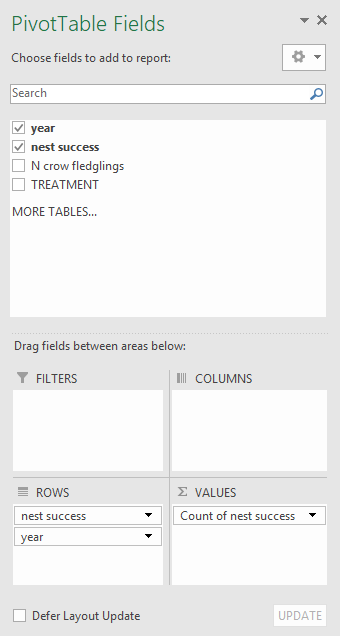 PivotTable Fields
Choose fields to add to report:
Search
year
nest success
N crow fledglings
TREATMENT
MORE TABLES...
Drag fields between areas below:
FILTERS
COLUMNS
ROWS
nest success
year
Σ VALUES
Count of nest success
Defer Layout Update
UPDATE